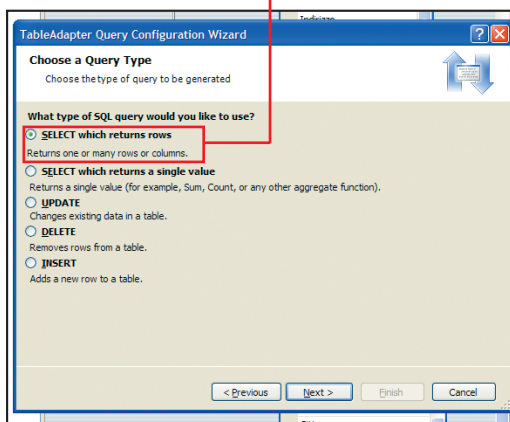 Indirizzo
TableAdapter Query Configuration Wizard
Choose a Query Type
Choose the type of query to be generated
What type of SQL query would you like to use?
SELECT which returns rows
Returns one or many rows or columns.
SELECT which returns a single value
Returns a single value (for example, Sum, Count, or any other aggregate function).
UPDATE
Changes existing data in a table.
DELETE
Removes rows from a table.
INSERT
Adds a new row to a table.
< Previous Next > Finish Cancel